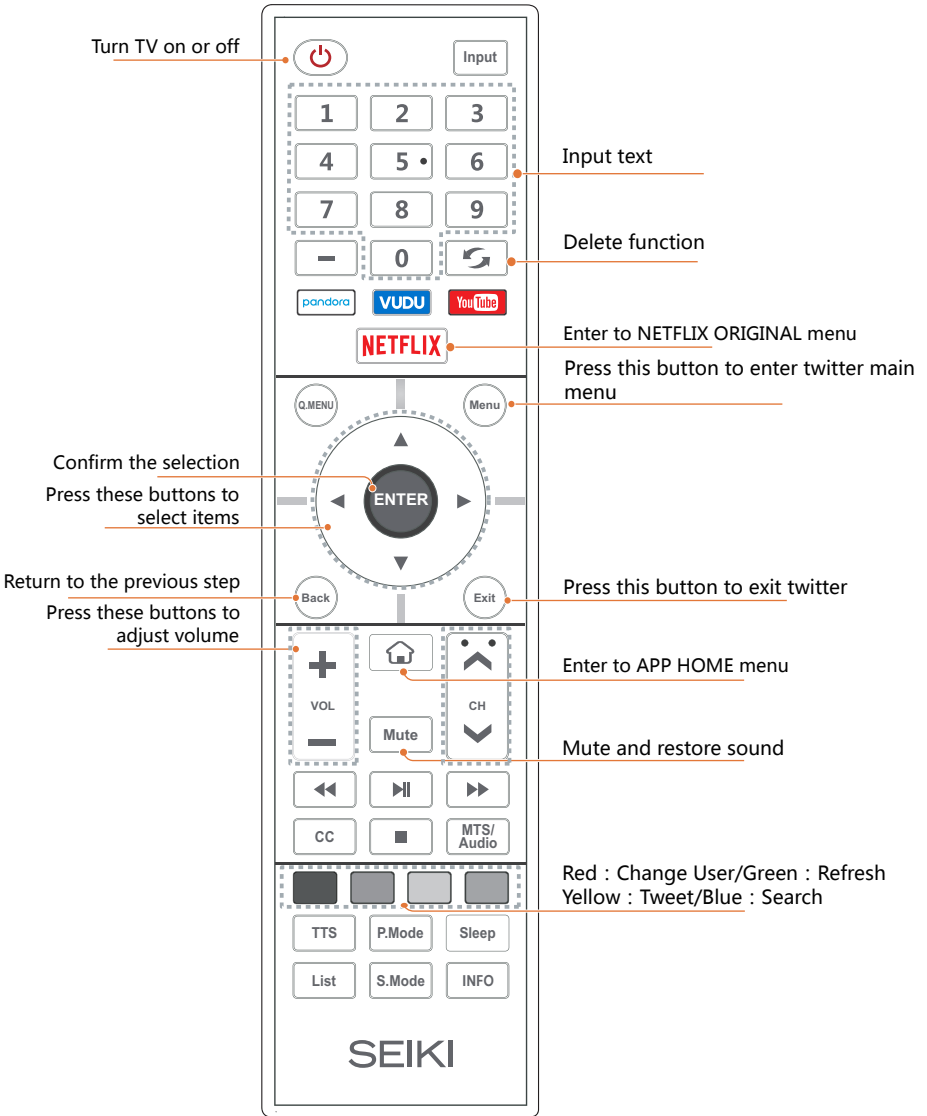 Turn TV on or off
Input
1 2 3
Input text
4 5 6
7 8 9
Delete function
– 0
pandora VUDU YouTube
Enter to NETFLIX ORIGINAL menu
NETFLIX
Press this button to enter twitter main
menu
Q.MENU Menu
Confirm the selection
ENTER
Press these buttons to
select items
Return to the previous step
Back Exit
Press this button to exit twitter
Press these buttons to
adjust volume
+
Enter to APP HOME menu
VOL CH
Mute
–
Mute and restore sound
CC MTS/
Audio
Red : Change User/Green : Refresh
Yellow : Tweet/Blue : Search
TTS P.Mode Sleep
List S.Mode INFO
SEIKI